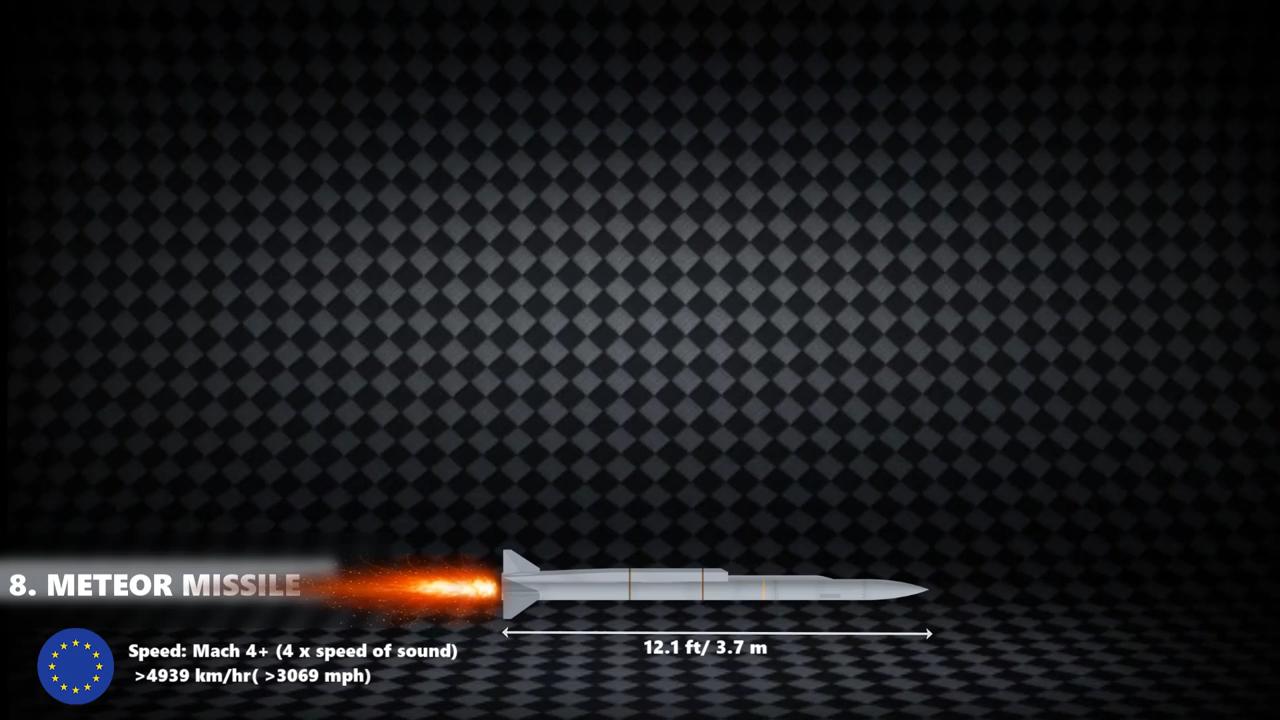 8. METEOR MISSILE
12.1 ft/ 3.7 m
Speed: Mach 4+ (4 x speed of sound)
>4939 km/hr( >3069 mph)